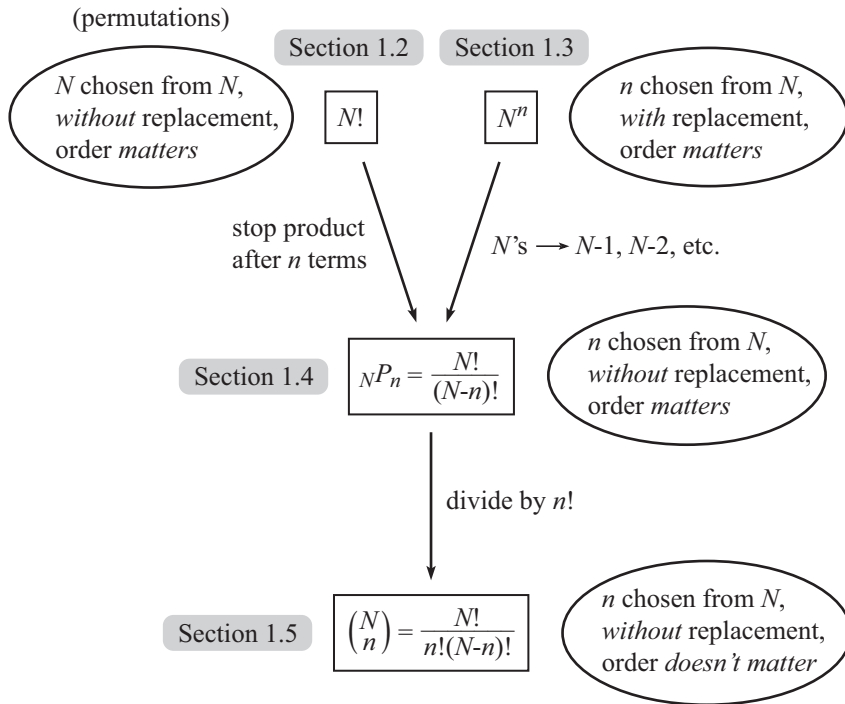 (permutations)
Section 1.2
Section 1.3
N chosen from N,
without replacement,
order matters
N!
N^n
n chosen from N,
with replacement,
order matters
stop product
after n terms
N's → N-1, N-2, etc.
Section 1.4
_N P_n = N! / (N-n)!
n chosen from N,
without replacement,
order matters
divide by n!
Section 1.5
(N n) = N! / n!(N-n)!
n chosen from N,
without replacement,
order doesn't matter